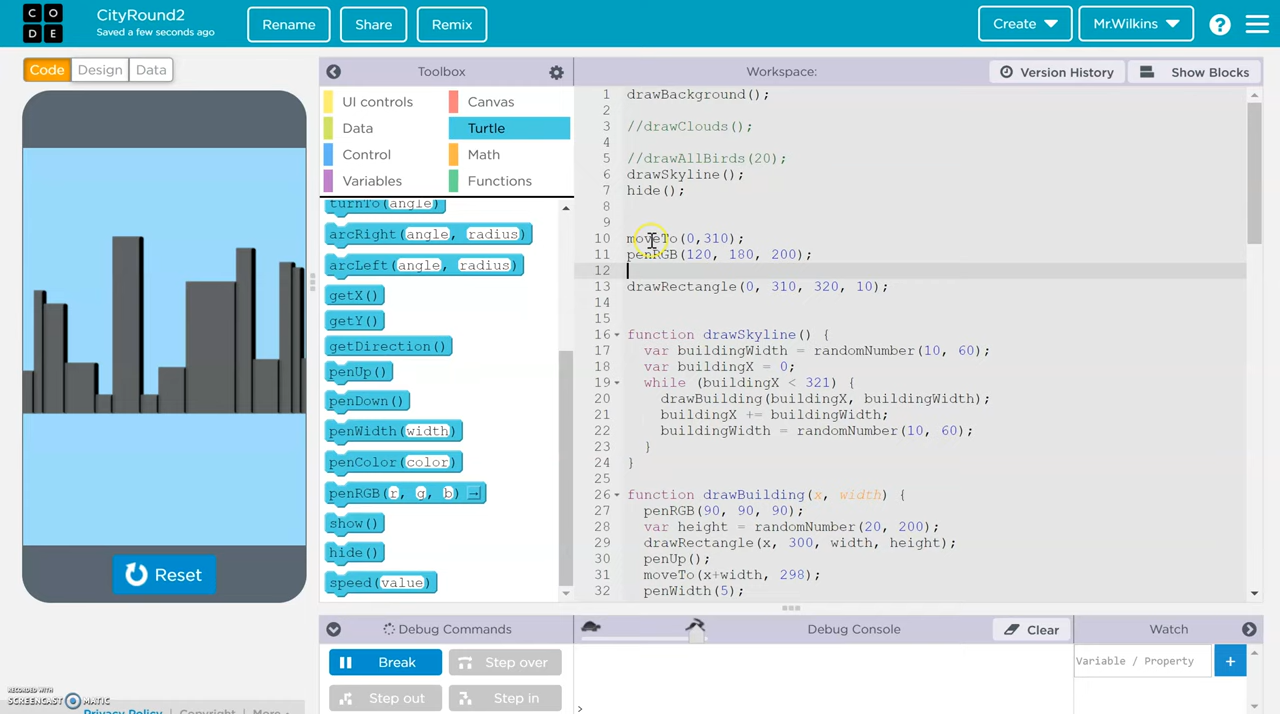 CODE
CityRound2
Saved a few seconds ago
Rename
Share
Remix
Create
Mr.Wilkins
?
Code
Design
Data
Toolbox
Workspace:
Version History
Show Blocks
UI controls
Canvas
Data
Turtle
Control
Math
Variables
Functions
turnTo(angle)
arcRight(angle, radius)
arcLeft(angle, radius)
getX()
getY()
getDirection()
penUp()
penDown()
penWidth(width)
penColor(color)
penRGB(r, g, b)
show()
hide()
speed(value)
1 drawBackground();
2
3 //drawClouds();
4
5 //drawAllBirds(20);
6 drawSkyline();
7 hide();
8
9
10 moveTo(0,310);
11 penRGB(120, 180, 200);
12
13 drawRectangle(0, 310, 320, 10);
14
15
16 function drawSkyline() {
17 var buildingWidth = randomNumber(10, 60);
18 var buildingX = 0;
19 while (buildingX < 321) {
20 drawBuilding(buildingX, buildingWidth);
21 buildingX += buildingWidth;
22 buildingWidth = randomNumber(10, 60);
23 }
24 }
25
26 function drawBuilding(x, width) {
27 penRGB(90, 90, 90);
28 var height = randomNumber(20, 200);
29 drawRectangle(x, 300, width, height);
30 penUp();
31 moveTo(x+width, 298);
32 penWidth(5);
Reset
Debug Commands
Debug Console
Clear
Watch
Break
Step over
Step out
Step in
Variable / Property
+
>
RECORDED WITH
SCREENCAST MATIC
Privacy Policy
Copyright
More